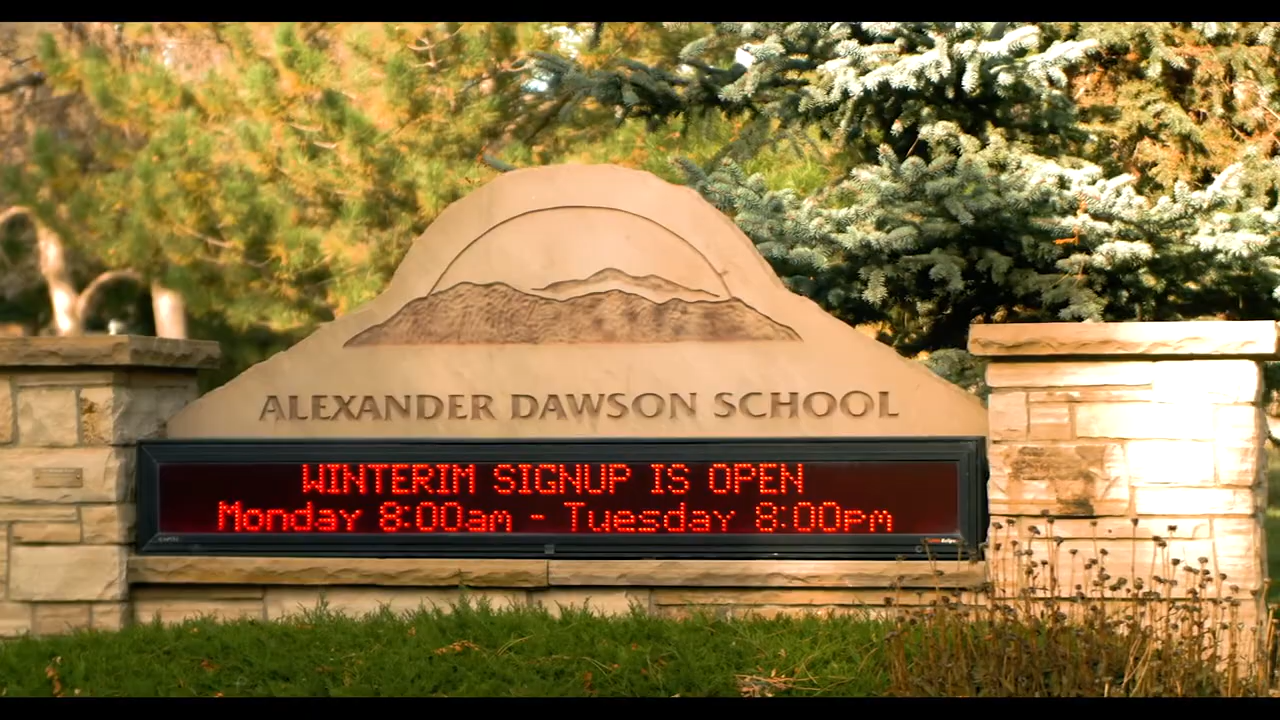 ALEXANDER DAWSON SCHOOL
WINTERIM SIGNUP IS OPEN
Monday 8:00am - Tuesday 8:00pm